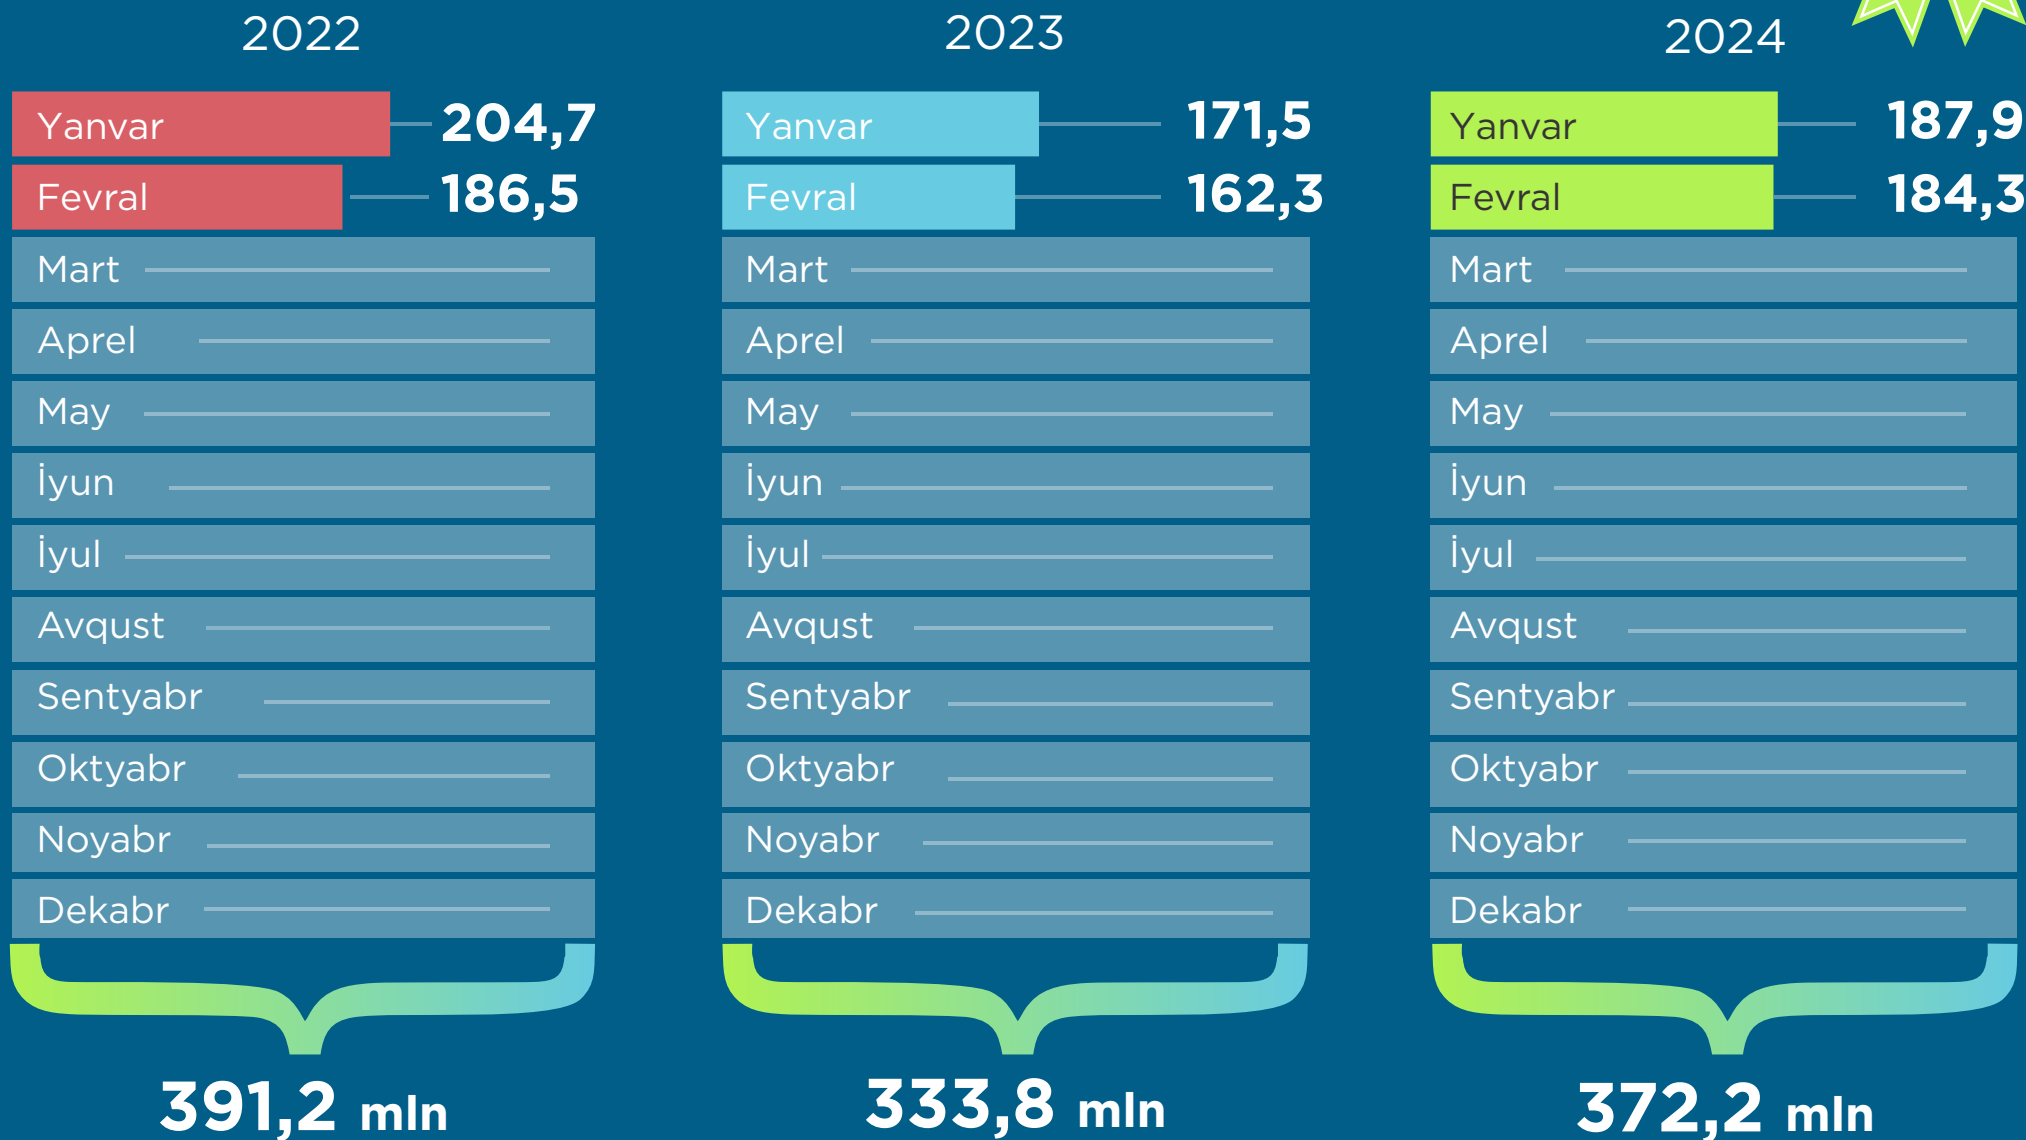 2022
Yanvar 204,7
Fevral 186,5
Mart
Aprel
May
İyun
İyul
Avqust
Sentyabr
Oktyabr
Noyabr
Dekabr
391,2 mln
2023
Yanvar 171,5
Fevral 162,3
Mart
Aprel
May
İyun
İyul
Avqust
Sentyabr
Oktyabr
Noyabr
Dekabr
333,8 mln
2024
Yanvar 187,9
Fevral 184,3
Mart
Aprel
May
İyun
İyul
Avqust
Sentyabr
Oktyabr
Noyabr
Dekabr
372,2 mln